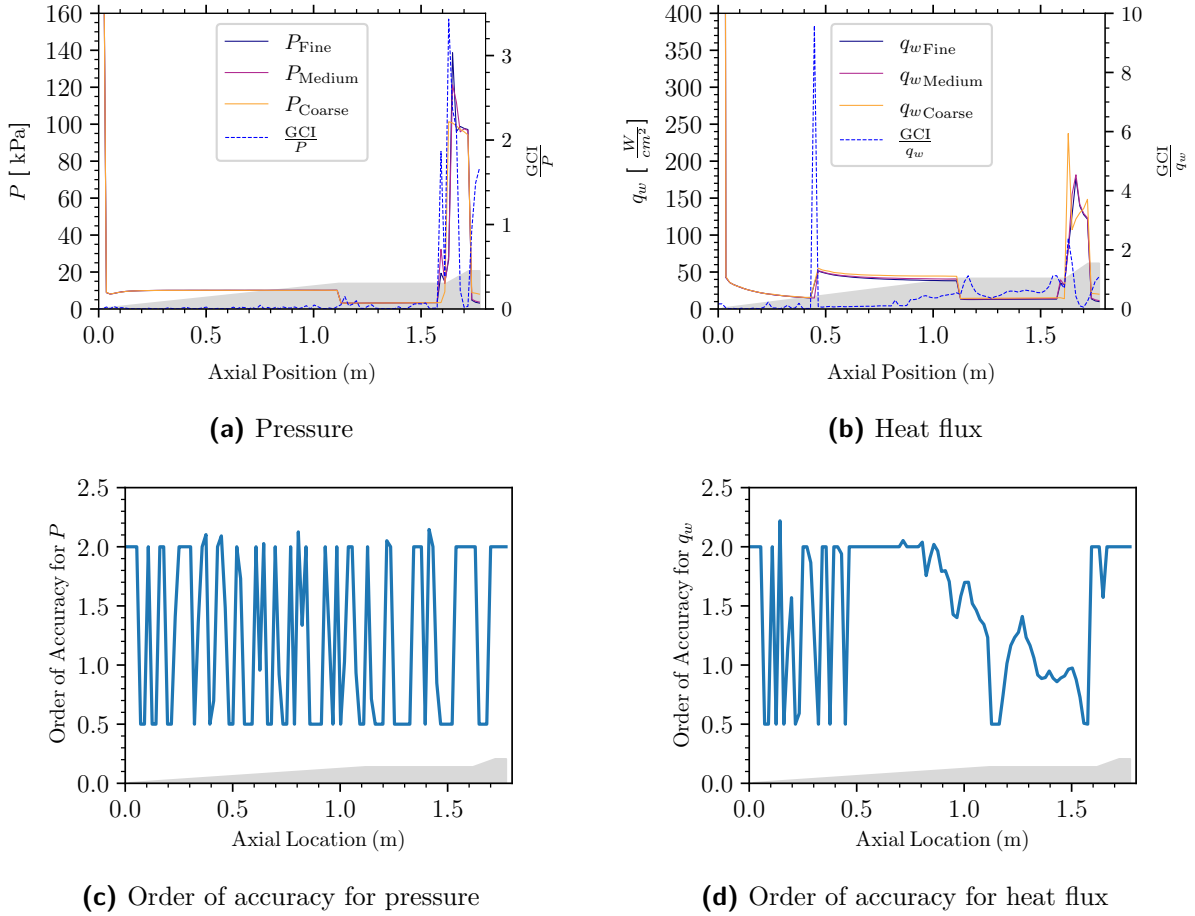 160
140
120
100
80
60
40
20
0
P [ kPa]
P_Fine
P_Medium
P_Coarse
GCI/P
3
2
1
0
GCI/P
0.0 0.5 1.0 1.5
Axial Position (m)
(a) Pressure
400
350
300
250
200
150
100
50
0
q_w [ W/cm² ]
q_w Fine
q_w Medium
q_w Coarse
GCI/q_w
10
8
6
4
2
0
GCI/q_w
0.0 0.5 1.0 1.5
Axial Position (m)
(b) Heat flux
2.5
2.0
1.5
1.0
0.5
0.0
Order of Accuracy for P
0.0 0.5 1.0 1.5
Axial Location (m)
(c) Order of accuracy for pressure
2.5
2.0
1.5
1.0
0.5
0.0
Order of Accuracy for q_w
0.0 0.5 1.0 1.5
Axial Location (m)
(d) Order of accuracy for heat flux